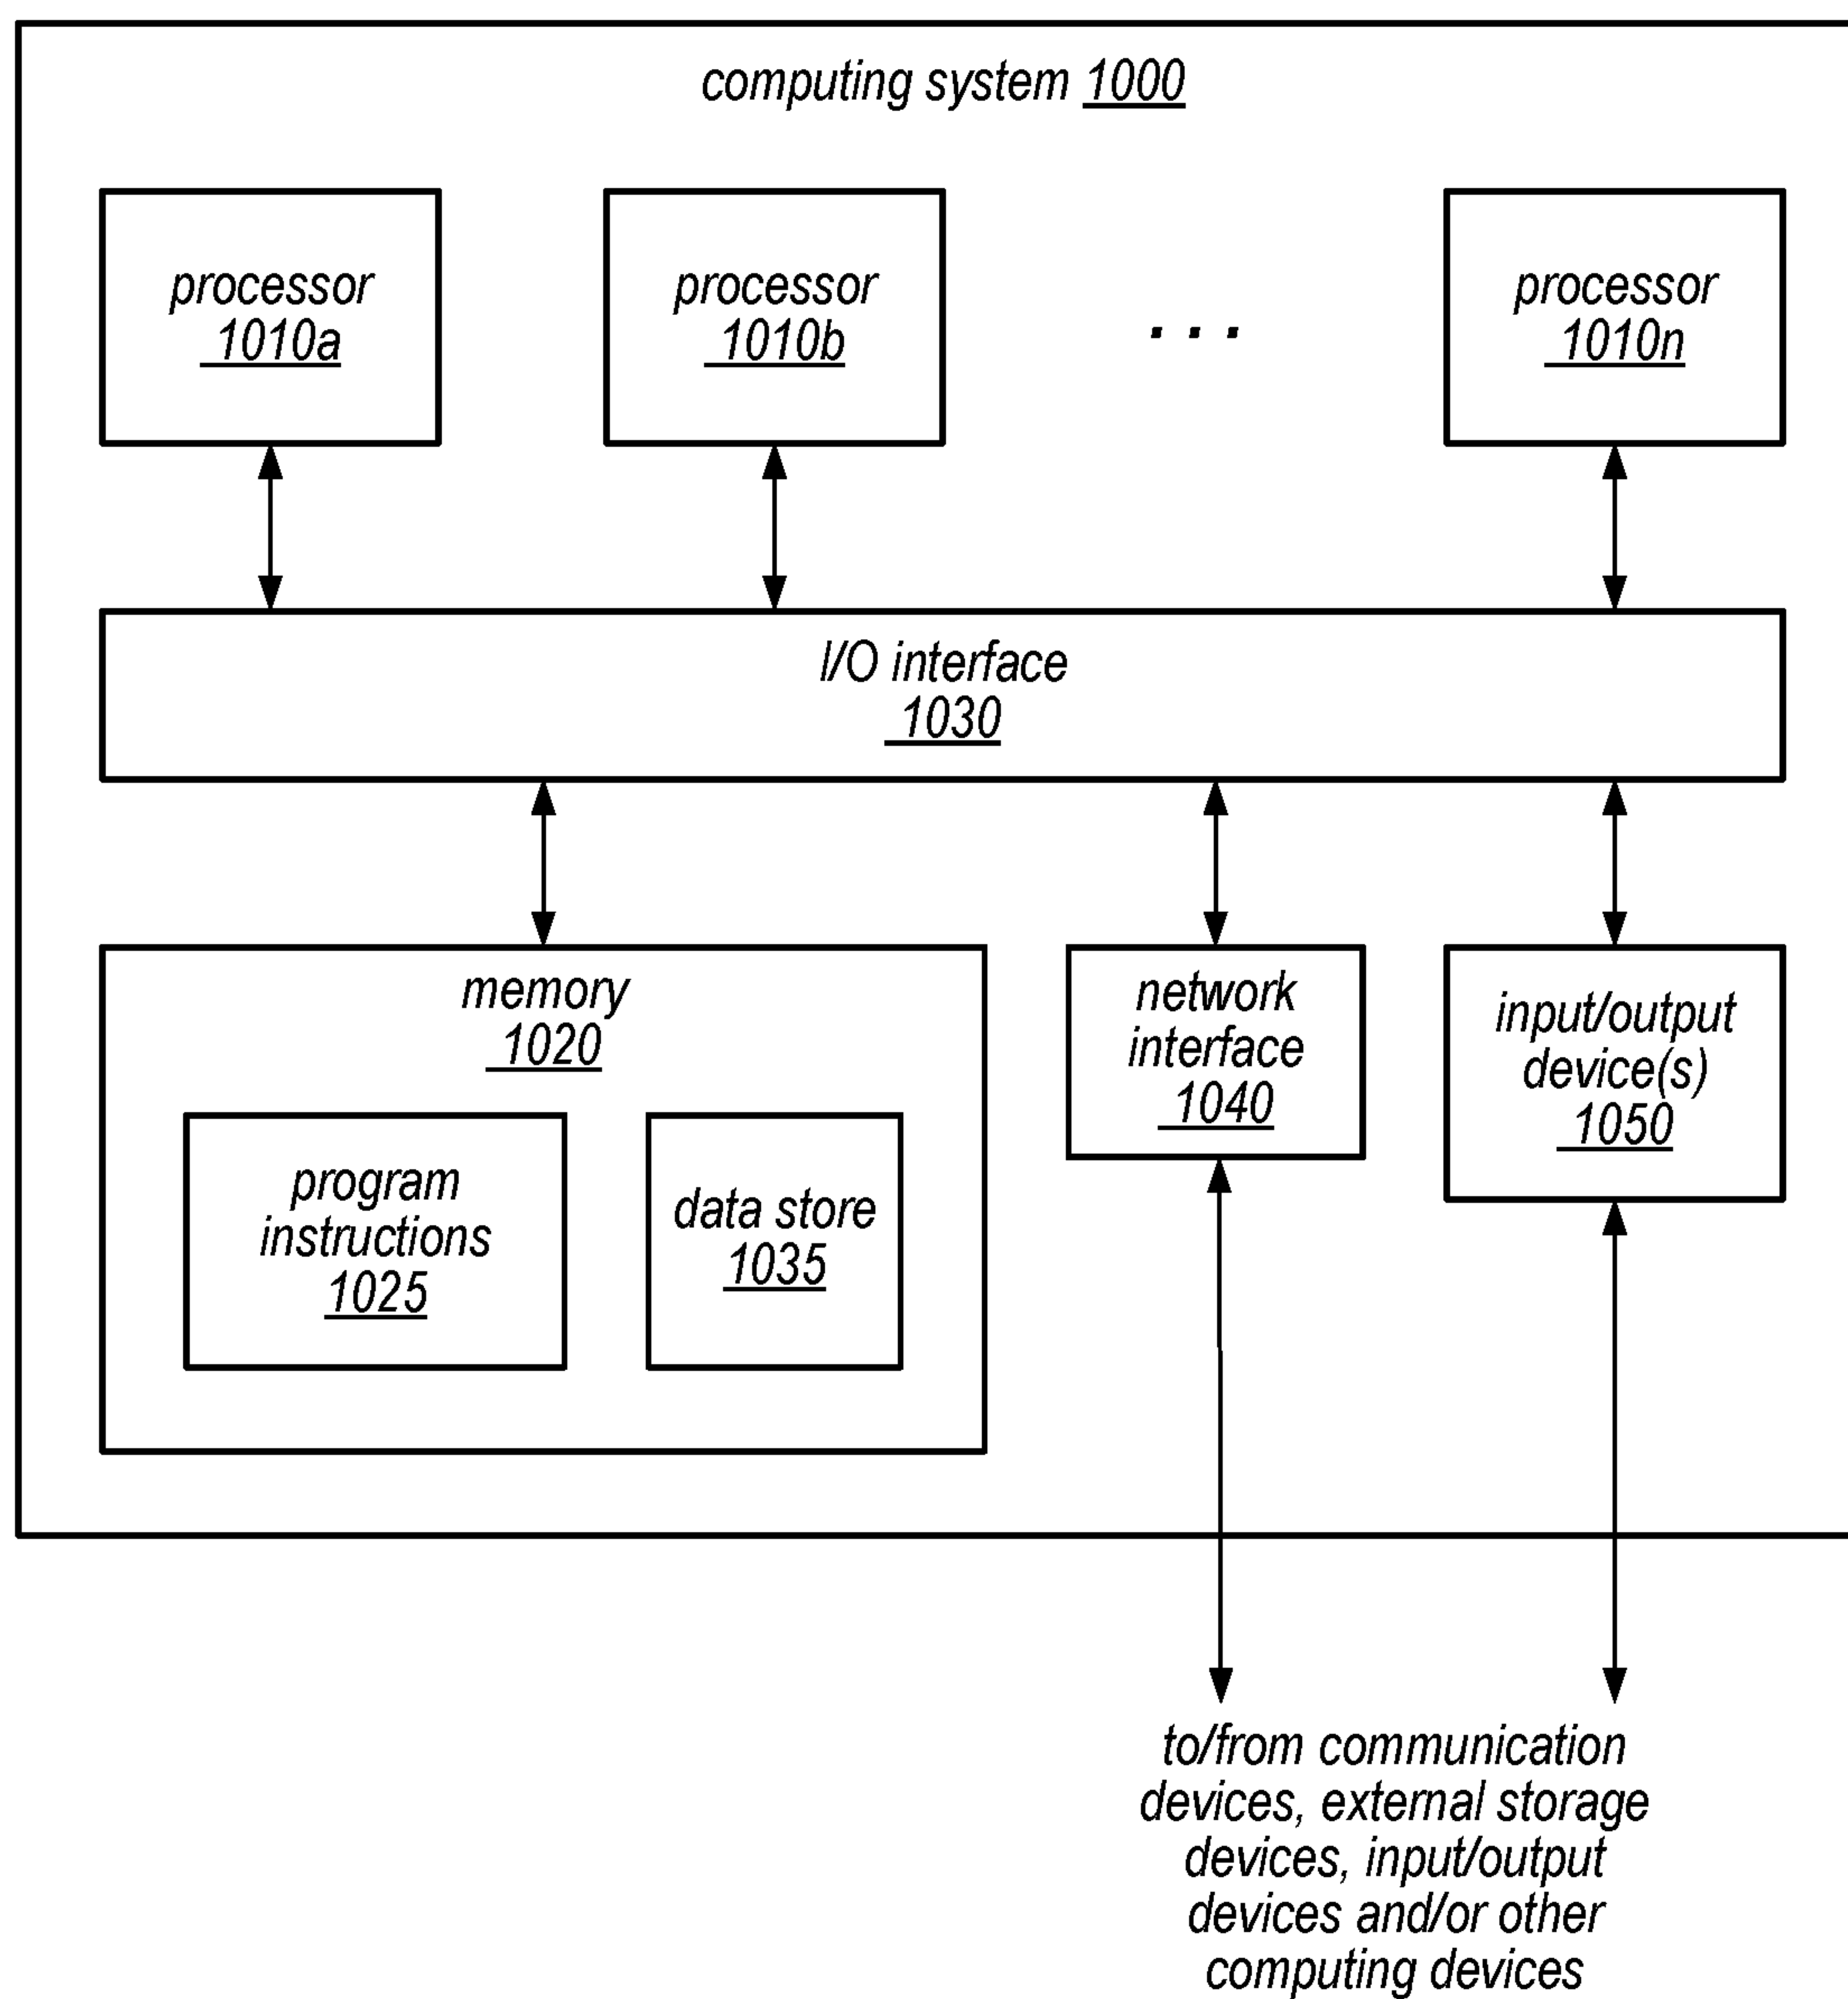 computing system 1000
processor
1010a
processor
1010b
. . .
processor
1010n
I/O interface
1030
memory
1020
program
instructions
1025
data store
1035
network
interface
1040
input/output
device(s)
1050
to/from communication
devices, external storage
devices, input/output
devices and/or other
computing devices